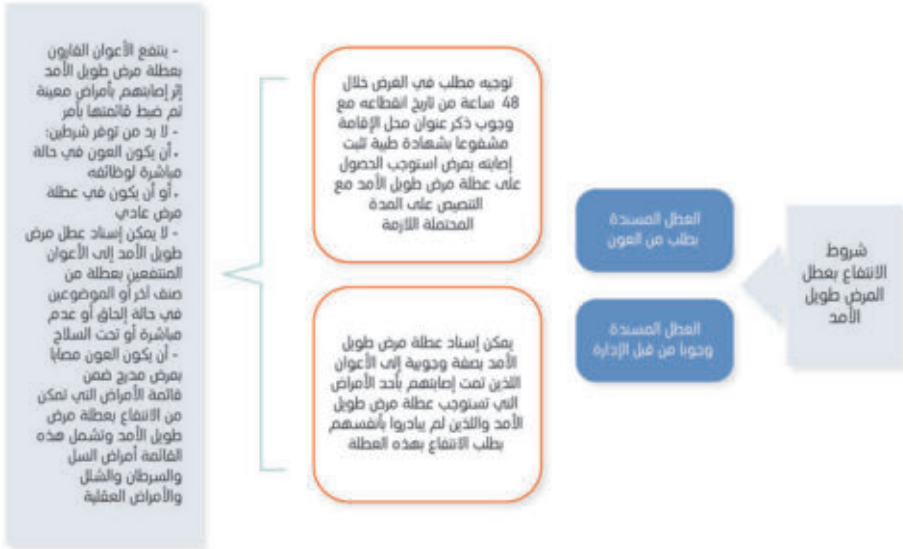 شروط
الانتفاع بعطل
المرض طويل
الأمد
العطل المسندة
بطلب من العون
العطل المسندة
وجوبا من قبل الإدارة
توجيه مطلب في الغرض خلال
48 ساعة من تاريخ انقطاعه مع
وجوب ذكر عنوان محل الإقامة
مشفوعا بشهادة طبية تثبت
إصابته بمرض استوجب الحصول
على عطلة مرض طويل الأمد مع
التنصيص على المدة
المحتملة اللازمة
يمكن إسناد عطلة مرض طويل
الأمد بصفة وجوبية إلى الأعوان
اللذين تمت إصابتهم بأحد الأمراض
التي تستوجب عطلة مرض طويل
الأمد واللذين لم يبادروا بأنفسهم
بطلب الانتفاع بهذه العطلة
- ينتفع الأعوان القارون
بعطلة مرض طويل الأمد
إثر إصابتهم بأمراض معينة
تم ضبط قائمتها بأمر
- لا بد من توفر شرطين:
• أن يكون العون في حالة
مباشرة لوظائفه
• أو أن يكون في عطلة
مرض عادي
- لا يمكن إسناد عطل مرض
طويل الأمد إلى الأعوان
المنتفعين بعطلة من
صنف آخر أو الموضوعين
في حالة إلحاق أو عدم
مباشرة أو تحت السلاح
- أن يكون العون مصابا
بمرض مدرج ضمن
قائمة الأمراض التي تمكن
من الانتفاع بعطلة مرض
طويل الأمد وتشمل هذه
القائمة أمراض السل
والسرطان والشلل
والأمراض العقلية